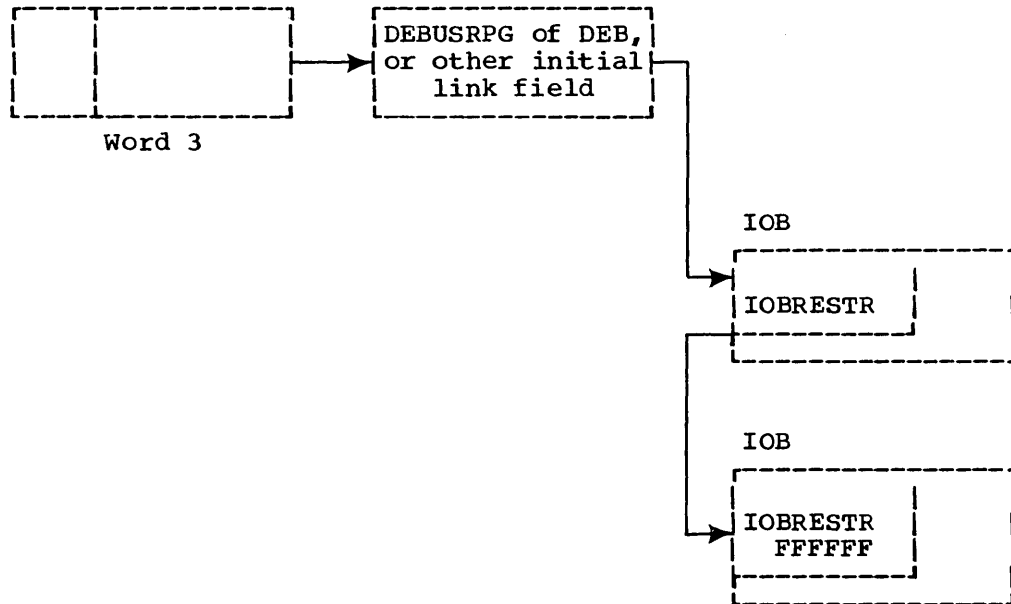 DEBUSRPG of DEB,
or other initial
link field
Word 3
IOB
IOBRESTR
IOB
IOBRESTR
FFFFFF